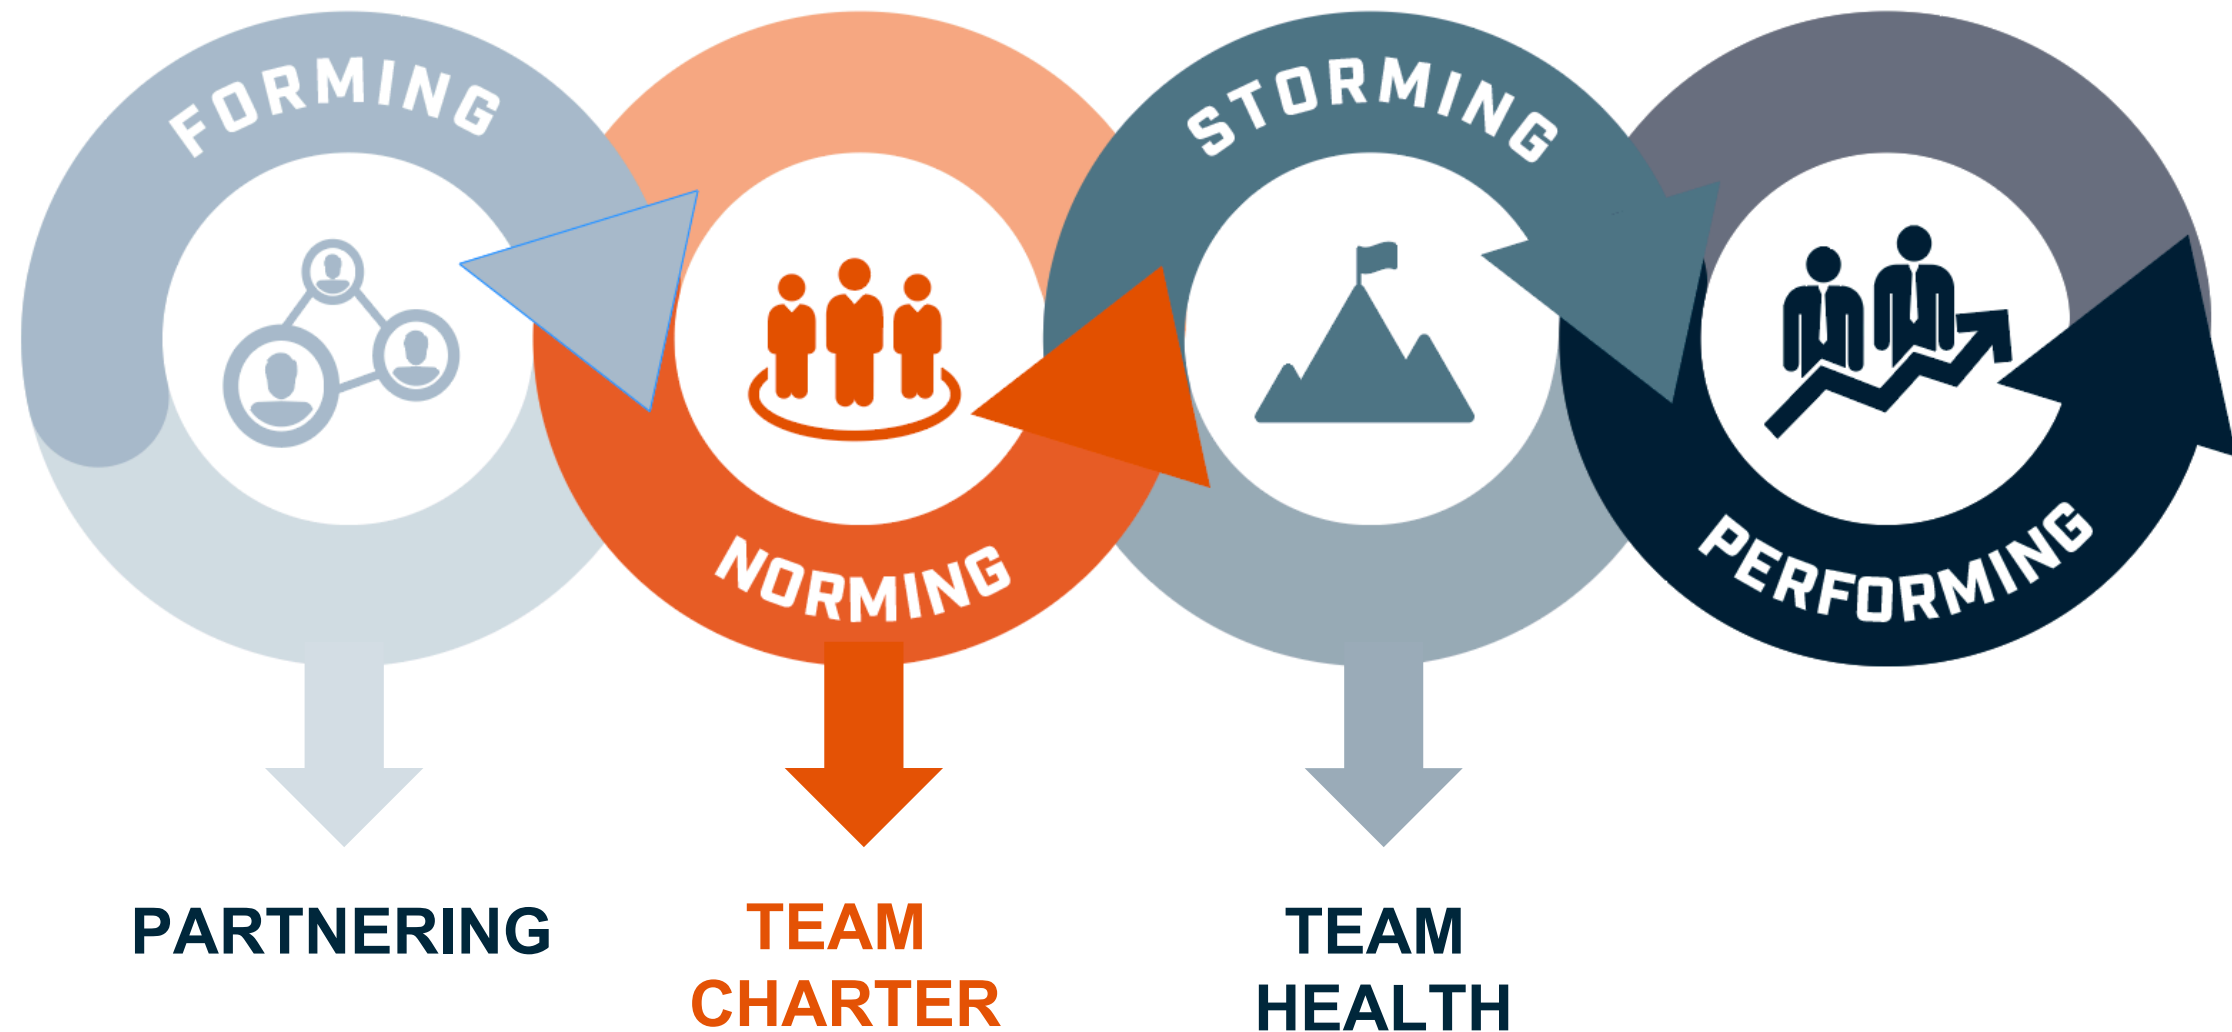 FORMING
NORMING
STORMING
PERFORMING
PARTNERING
TEAM
CHARTER
TEAM
HEALTH